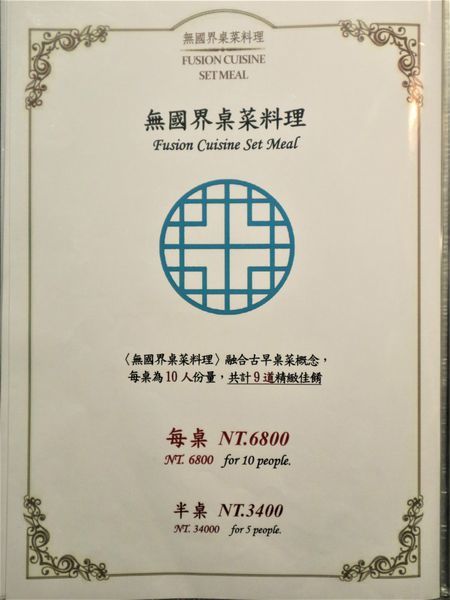 無國界桌菜料理
FUSION CUISINE
SET MEAL
無國界桌菜料理
Fusion Cuisine Set Meal
〈無國界桌菜料理〉融合古早桌菜概念，
每桌為10人份量，共計9道精緻佳餚
每桌 NT.6800
NT. 6800 for 10 people.
半桌 NT.3400
NT. 34000 for 5 people.